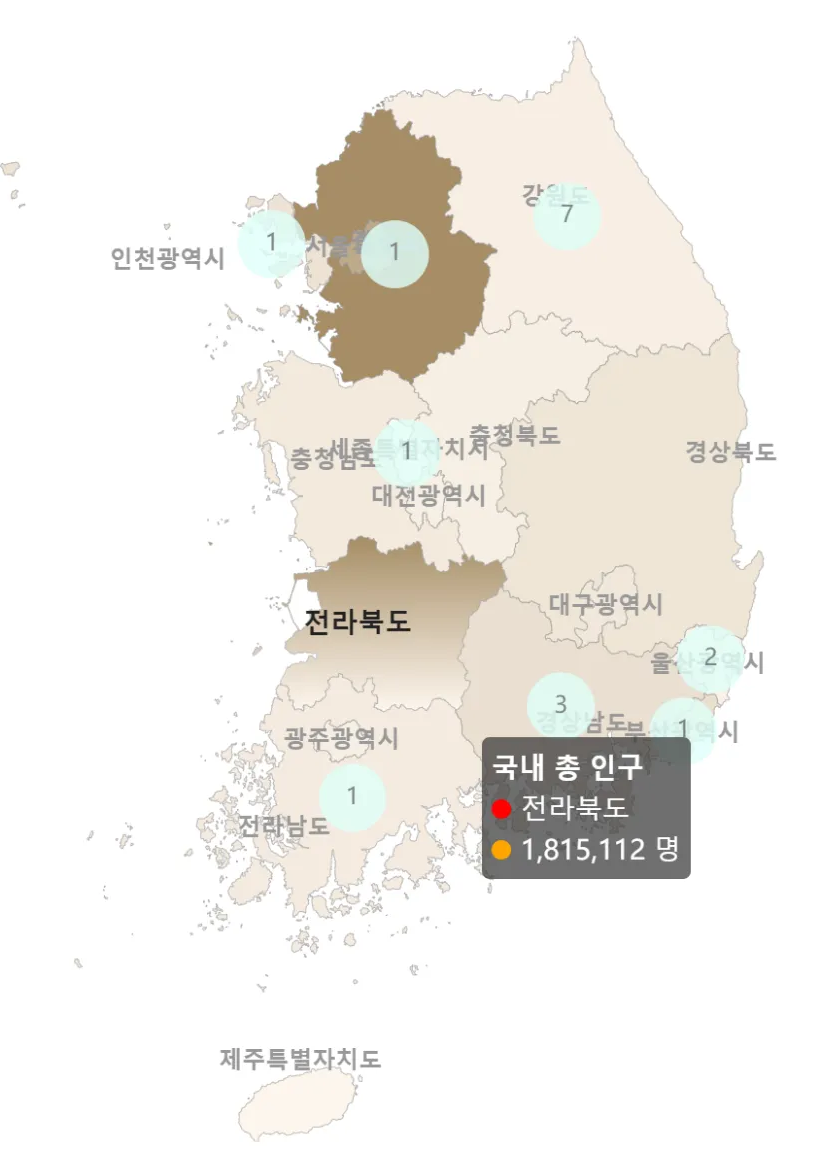 강원도
7
1
인천광역시
서울
1
충청북도
세종특별자치시
1
충청남도
경상북도
대전광역시
대구광역시
전라북도
2
울산광역시
3
경상남도
1
부산광역시
광주광역시
국내 총 인구
전라북도
1,815,112 명
1
전라남도
제주특별자치도